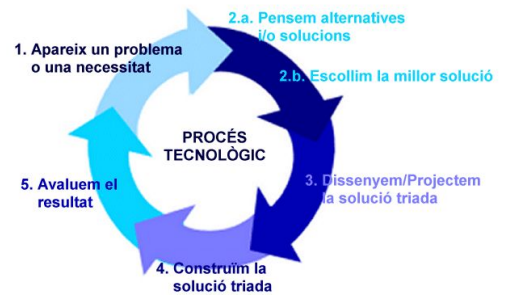 1. Apareix un problema
o una necessitat
2.a. Pensem alternatives
i/o solucions
2.b. Escollim la millor solució
PROCÉS
TECNOLÒGIC
3. Dissenyem/Projectem
la solució triada
4. Construïm la
solució triada
5. Avaluem el
resultat